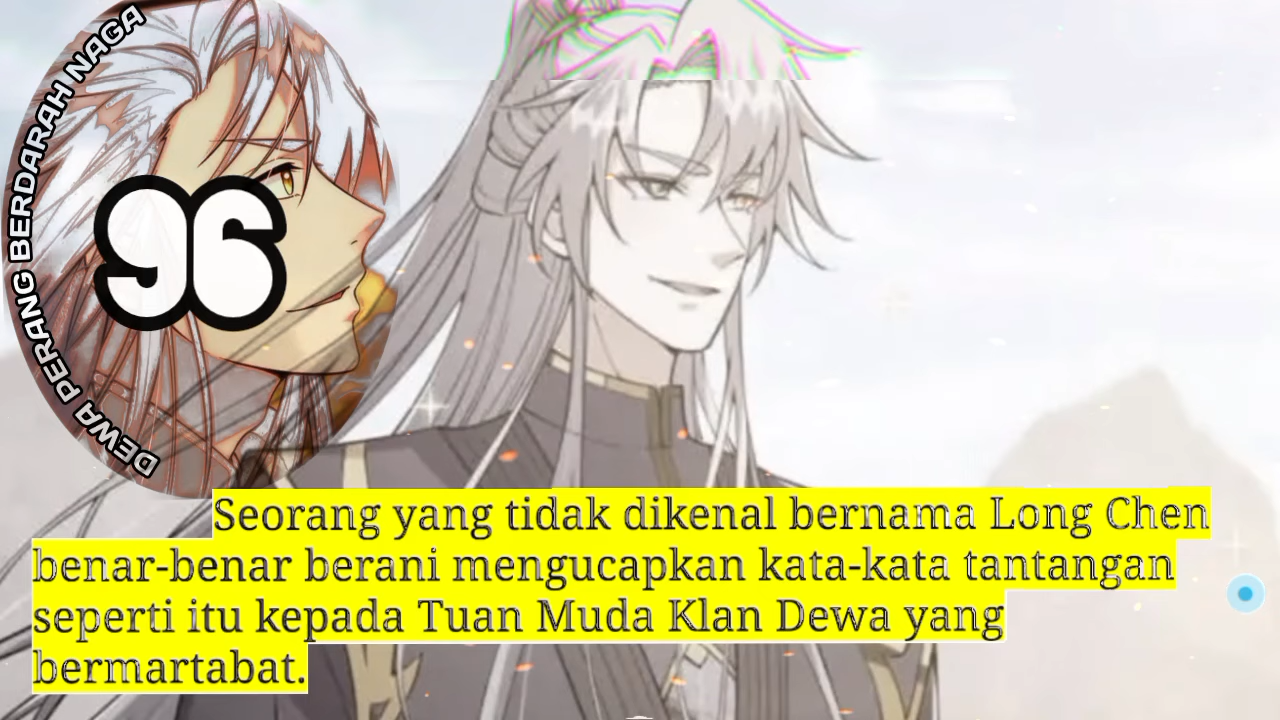 DEWA PERANG BERDARAH NAGA
96
Seorang yang tidak dikenal bernama Long Chen
benar-benar berani mengucapkan kata-kata tantangan
seperti itu kepada Tuan Muda Klan Dewa yang
bermartabat.